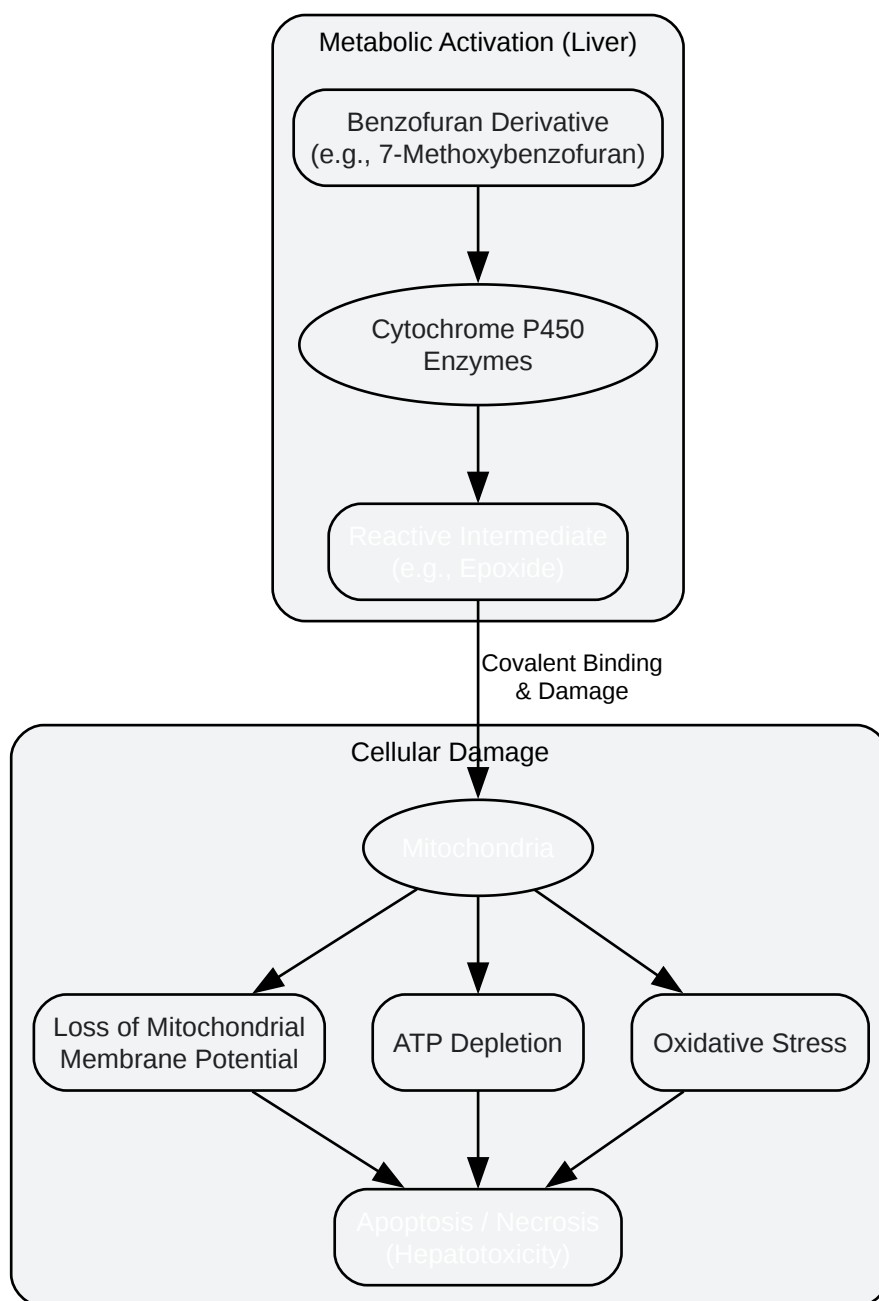 Metabolic Activation (Liver)
Benzofuran Derivative
(e.g., 7-Methoxybenzofuran)
Cytochrome P450
Enzymes
Reactive Intermediate
(e.g., Epoxide)
Covalent Binding
& Damage
Cellular Damage
Mitochondria
Loss of Mitochondrial
Membrane Potential
ATP Depletion
Oxidative Stress
Apoptosis / Necrosis
(Hepatotoxicity)